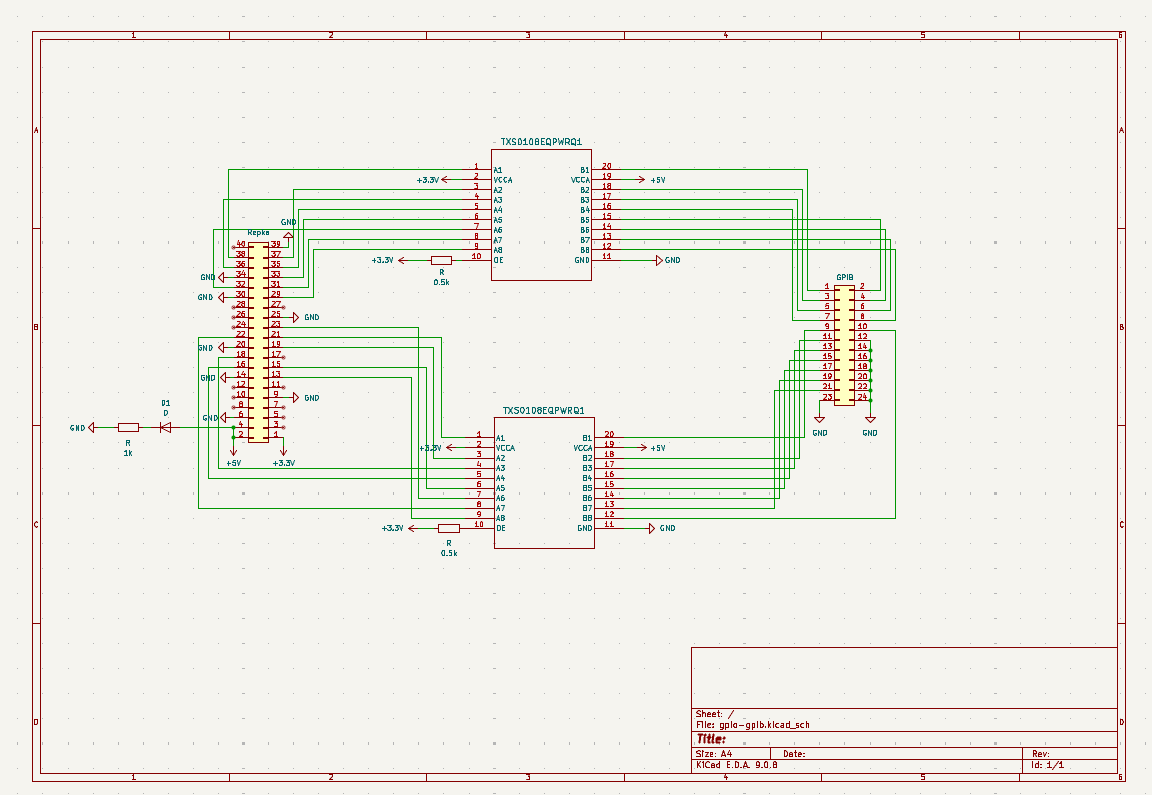 1 2 3 4 5 6
A
B
C
D
A
B
C
D
TXS0108EQPWRQ1
1 A1 B1 20
+3.3V 2 VCCA VCCA 19 +5V
3 A2 B2 18
4 A3 B3 17
5 A4 B4 16
6 A5 B5 15
7 A6 B6 14
8 A7 B7 13
9 A8 B8 12
+3.3V 10 OE GND 11 GND
R
0.5k
GND
Repka
40 39
38 37
36 35
GND 34 33
32 31
GND 30 29
28 27
26 25 GND
24 23
22 21
GND 20 19
18 17
16 15
GND 14 13
12 11
10 9 GND
8 7
GND 6 5
4 3
2 1
+5V +3.3V
D1
D
GND
R
1k
GPIB
1 2
3 4
5 6
7 8
9 10
11 12
13 14
15 16
17 18
19 20
21 22
23 24
GND GND
TXS0108EQPWRQ1
1 A1 B1 20
+3.3V 2 VCCA VCCA 19 +5V
3 A2 B2 18
4 A3 B3 17
5 A4 B4 16
6 A5 B5 15
7 A6 B6 14
8 A7 B7 13
9 A8 B8 12
+3.3V 10 OE GND 11 GND
R
0.5k
Sheet: /
File: gpio-gpib.kicad_sch
Title:
Size: A4 Date: Rev:
KiCad E.D.A. 9.0.8 Id: 1/1
1 2 3 4 5 6